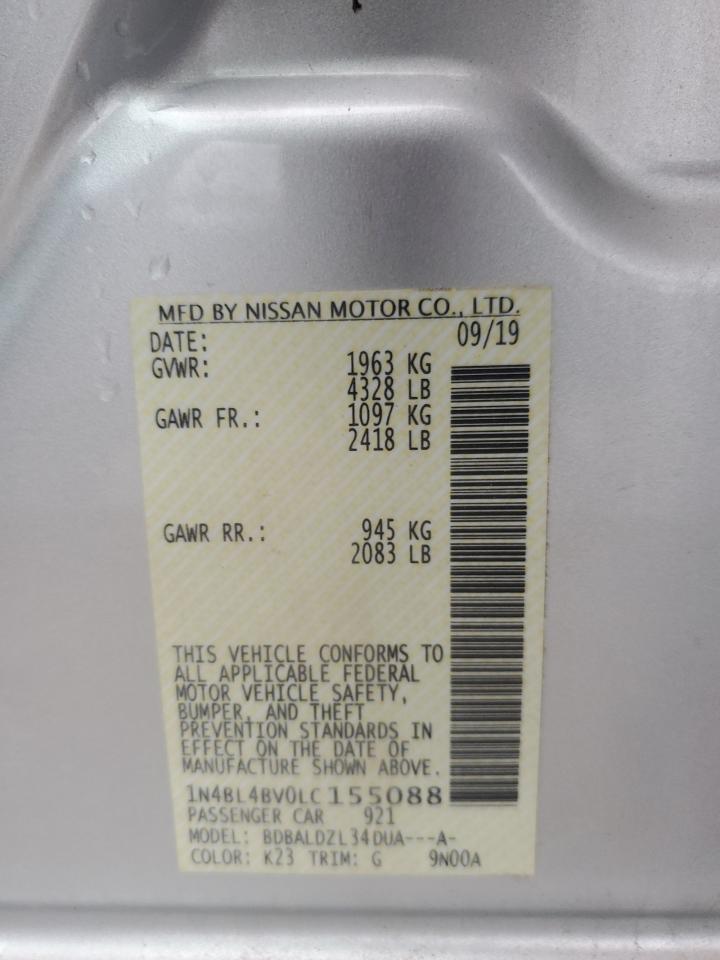 MFD BY NISSAN MOTOR CO., LTD.
DATE: 09/19
GVWR: 1963 KG
4328 LB
GAWR FR.: 1097 KG
2418 LB
GAWR RR.: 945 KG
2083 LB
THIS VEHICLE CONFORMS TO
ALL APPLICABLE FEDERAL
MOTOR VEHICLE SAFETY,
BUMPER, AND THEFT
PREVENTION STANDARDS IN
EFFECT ON THE DATE OF
MANUFACTURE SHOWN ABOVE.
1N4BL4BV0LC155088
PASSENGER CAR 921
MODEL: BDBALDZL34DUA---A-
COLOR: K23 TRIM: G 9N00A